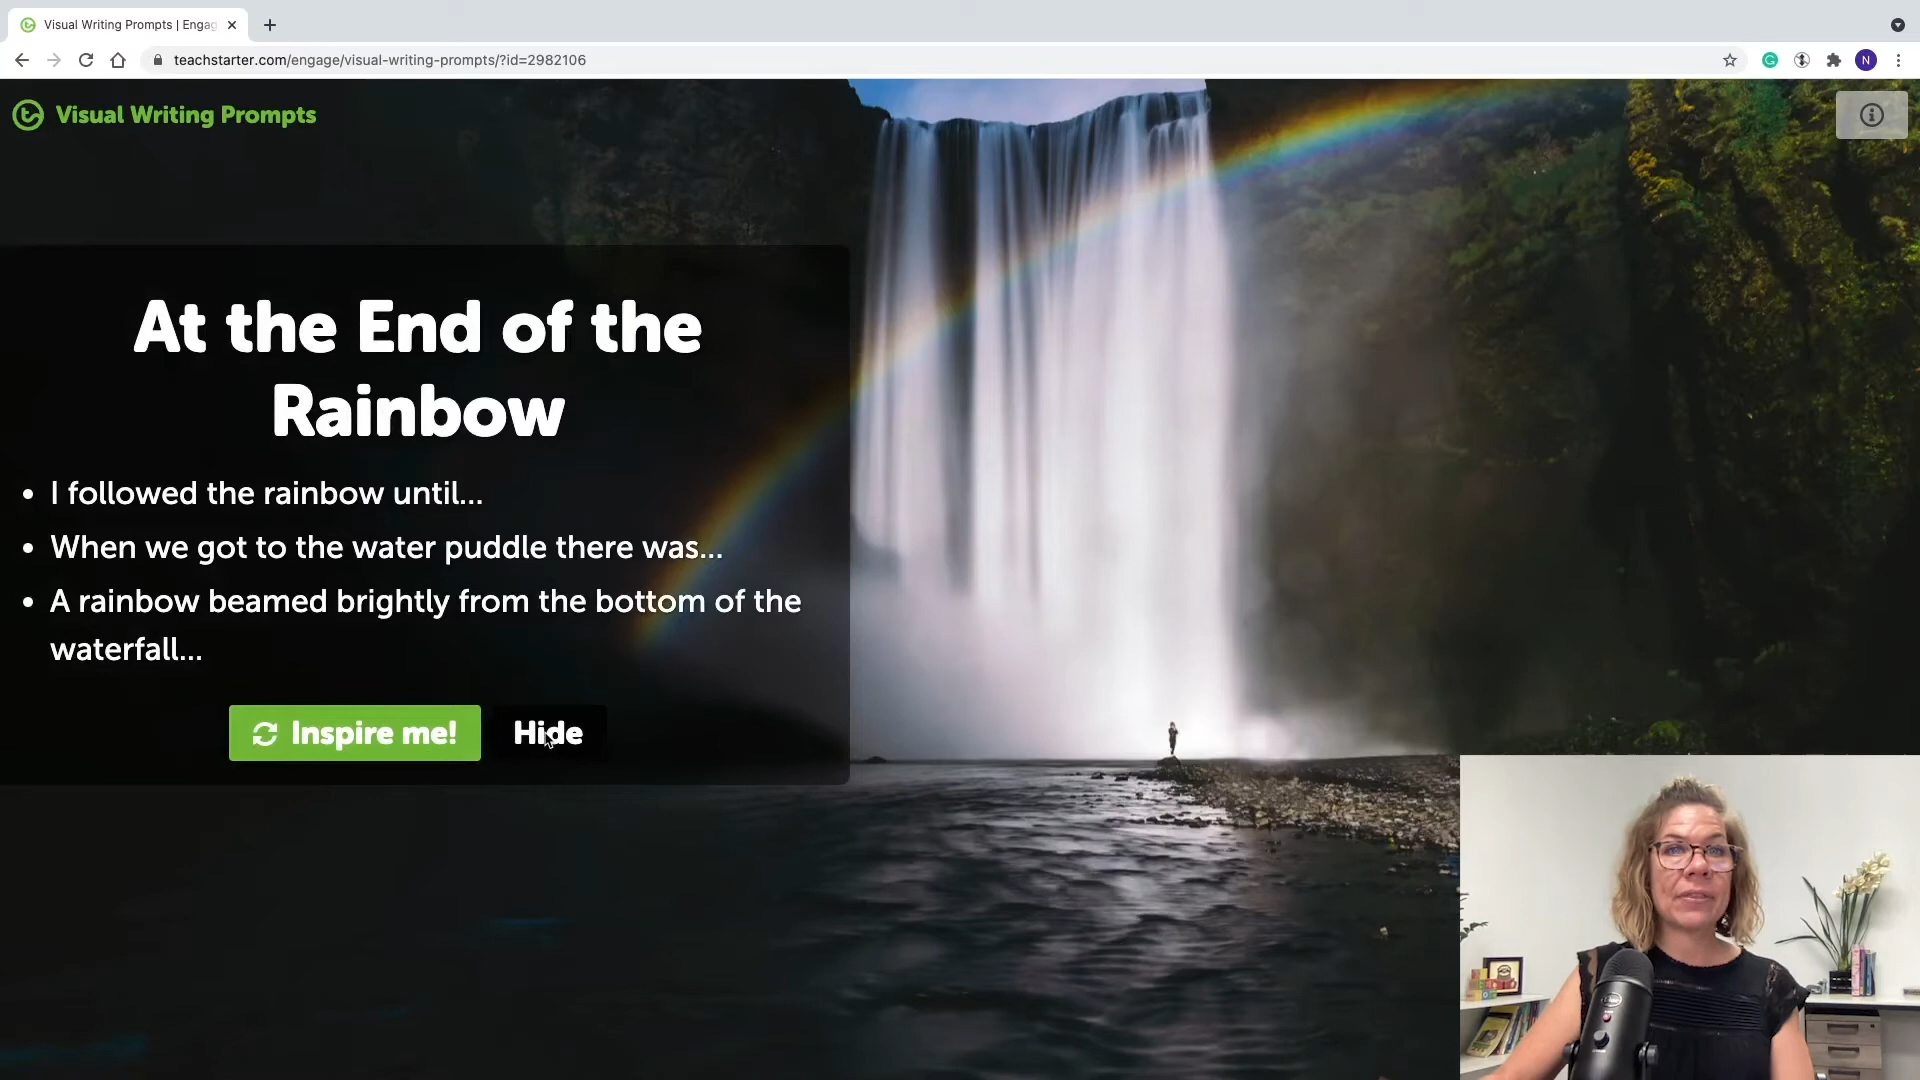 Visual Writing Prompts | Engag
teachstarter.com/engage/visual-writing-prompts/?id=2982106
N
Visual Writing Prompts
At the End of the
Rainbow
• I followed the rainbow until...
• When we got to the water puddle there was...
• A rainbow beamed brightly from the bottom of the
waterfall...
Inspire me!
Hide